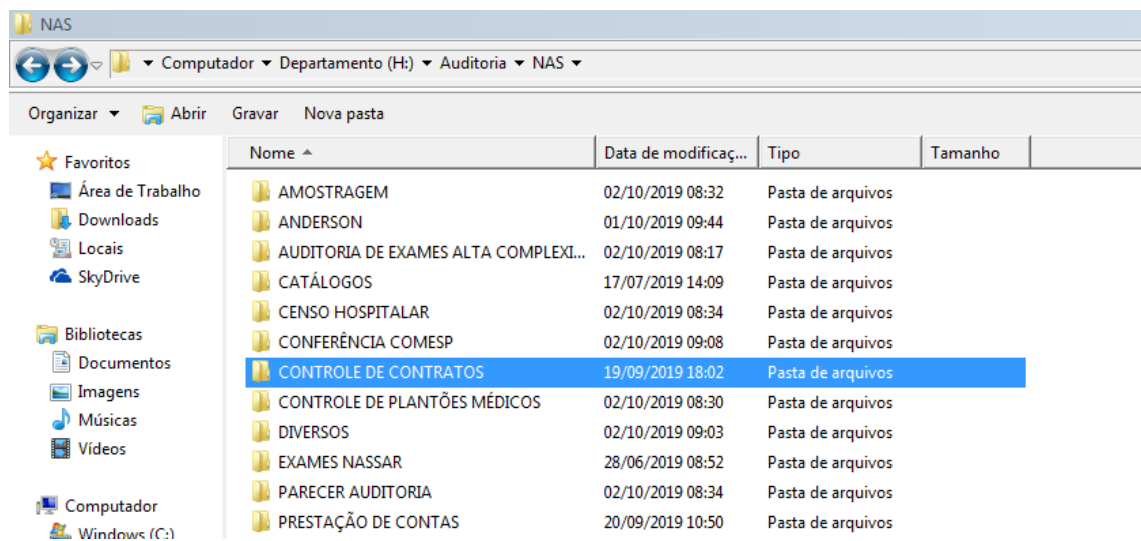 NAS
Computador Departamento (H:) Auditoria NAS
Organizar Abrir Gravar Nova pasta
Favoritos
Área de Trabalho
Downloads
Locais
SkyDrive
Bibliotecas
Documentos
Imagens
Músicas
Vídeos
Computador
Windows (C:)
Nome Data de modificaç... Tipo Tamanho
AMOSTRAGEM 02/10/2019 08:32 Pasta de arquivos
ANDERSON 01/10/2019 09:44 Pasta de arquivos
AUDITORIA DE EXAMES ALTA COMPLEXI... 02/10/2019 08:17 Pasta de arquivos
CATÁLOGOS 17/07/2019 14:09 Pasta de arquivos
CENSO HOSPITALAR 02/10/2019 08:34 Pasta de arquivos
CONFERÊNCIA COMESP 02/10/2019 09:08 Pasta de arquivos
CONTROLE DE CONTRATOS 19/09/2019 18:02 Pasta de arquivos
CONTROLE DE PLANTÕES MÉDICOS 02/10/2019 08:30 Pasta de arquivos
DIVERSOS 02/10/2019 09:03 Pasta de arquivos
EXAMES NASSAR 28/06/2019 08:52 Pasta de arquivos
PARECER AUDITORIA 02/10/2019 08:34 Pasta de arquivos
PRESTAÇÃO DE CONTAS 20/09/2019 10:50 Pasta de arquivos